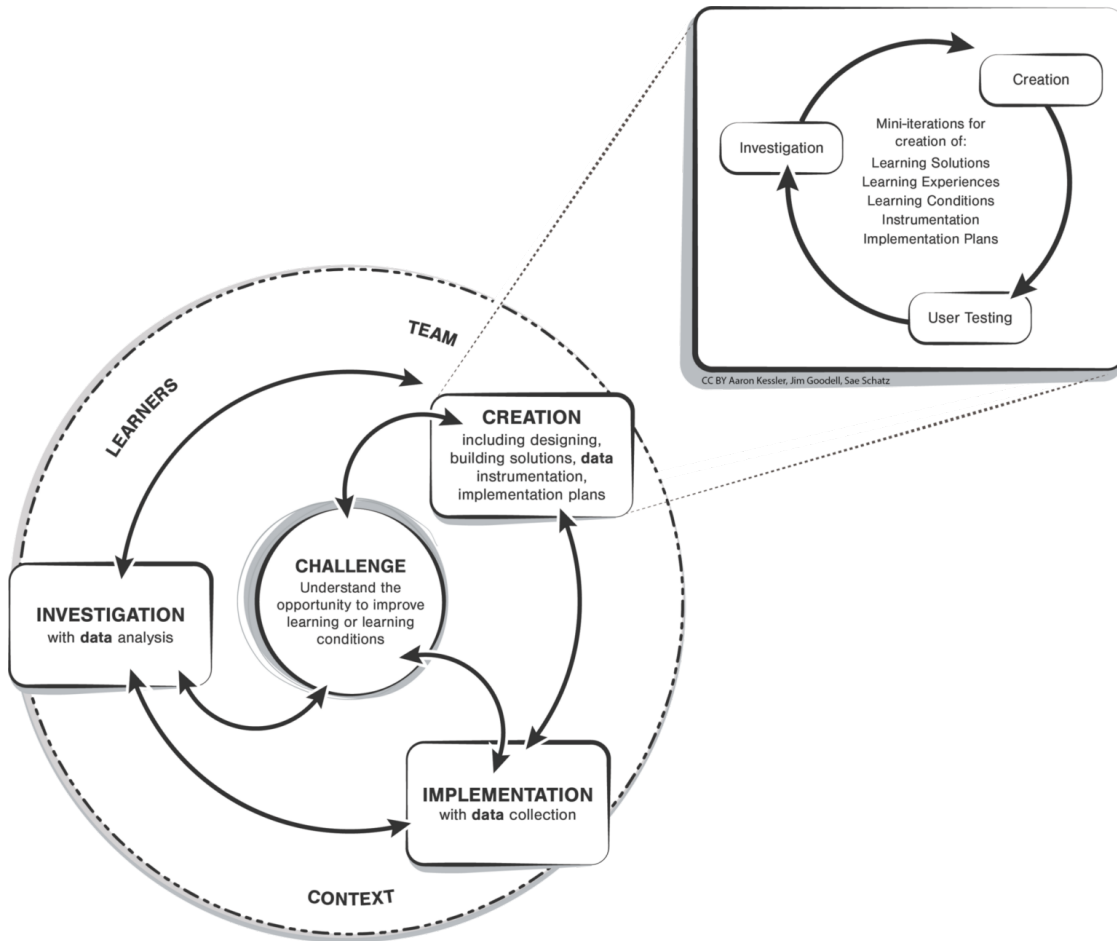 Creation
Mini-iterations for
creation of:
Investigation
Learning Solutions
Learning Experiences
Learning Conditions
Instrumentation
Implementation Plans
User Testing
CC BY Aaron Kessler, Jim Goodell, Sae Schatz
TEAM
LEARNERS
CREATION
including designing,
building solutions, data
instrumentation,
implementation plans
CHALLENGE
Understand the
opportunity to improve
learning or learning
conditions
INVESTIGATION
with data analysis
IMPLEMENTATION
with data collection
CONTEXT